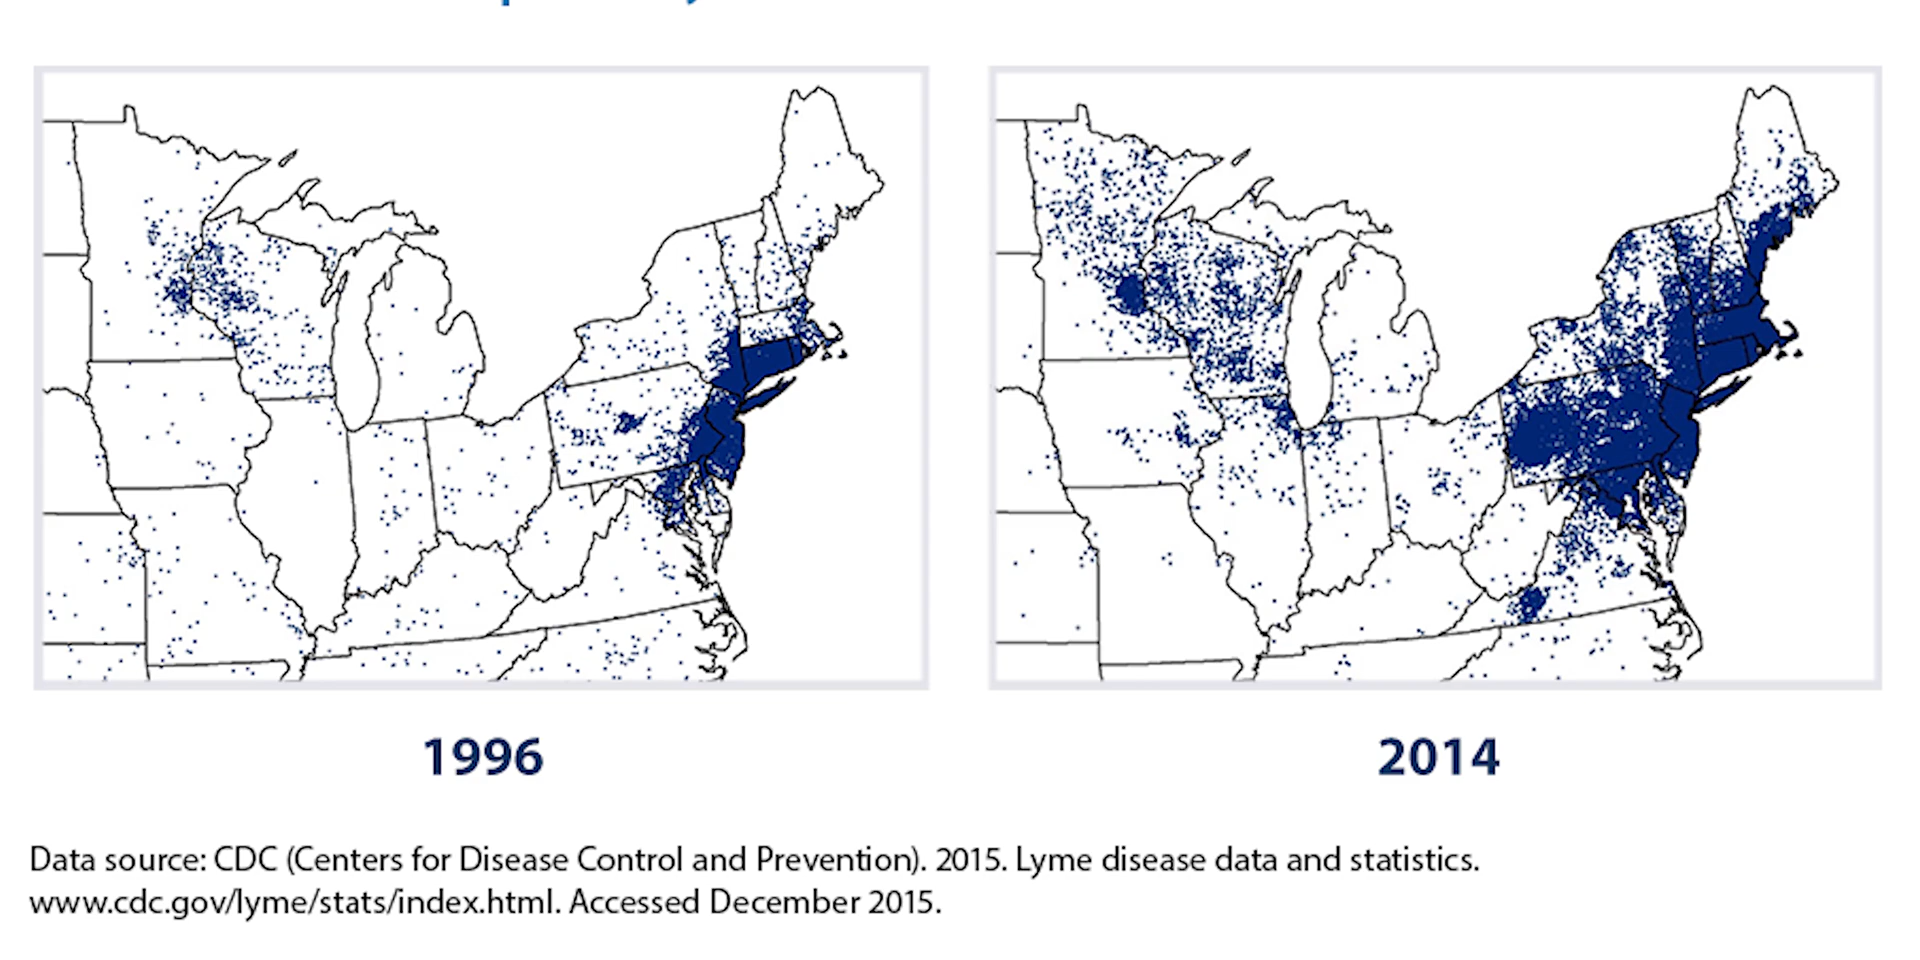 1996
2014
Data source: CDC (Centers for Disease Control and Prevention). 2015. Lyme disease data and statistics.
www.cdc.gov/lyme/stats/index.html. Accessed December 2015.